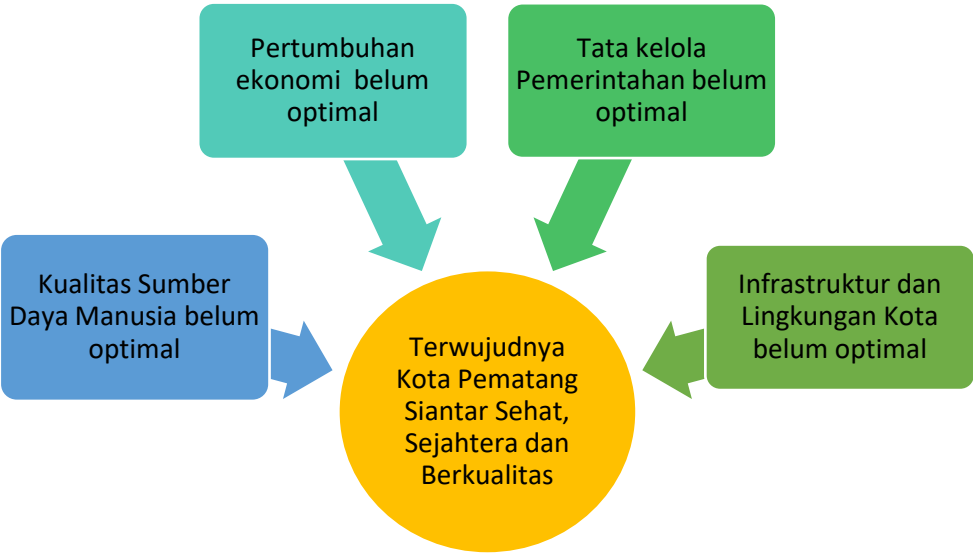 Pertumbuhan
ekonomi belum
optimal
Tata kelola
Pemerintahan belum
optimal
Kualitas Sumber
Daya Manusia belum
optimal
Infrastruktur dan
Lingkungan Kota
belum optimal
Terwujudnya
Kota Pematang
Siantar Sehat,
Sejahtera dan
Berkualitas